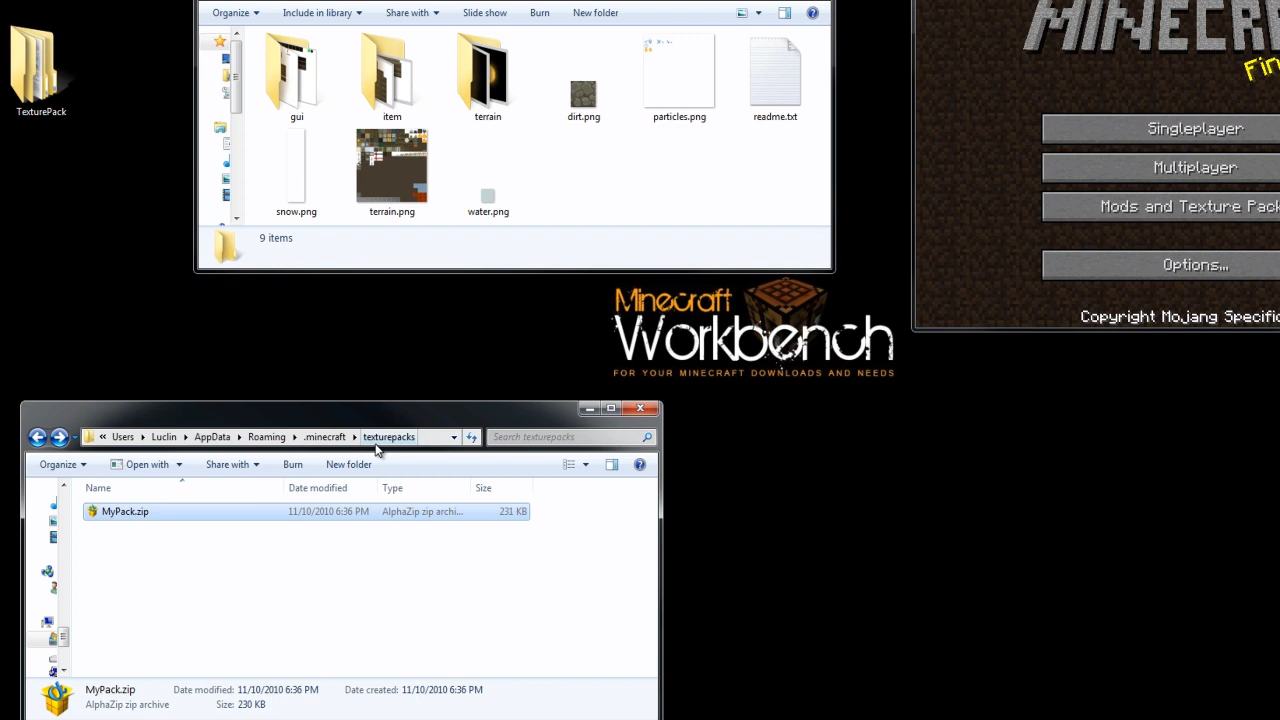 Organize Include in library Share with Slide show Burn New folder
TexturePack
gui item terrain dirt.png particles.png readme.txt
snow.png terrain.png water.png
9 items
MINECR
Fin
Singleplayer
Multiplayer
Mods and Texture Pack
Options...
Copyright Mojang Specific
Minecraft
Workbench
FOR YOUR MINECRAFT DOWNLOADS AND NEEDS
« Users Luclin AppData Roaming .minecraft texturepacks Search texturepacks
Organize Open with Share with Burn New folder
Name Date modified Type Size
MyPack.zip 11/10/2010 6:36 PM AlphaZip zip archi... 231 KB
MyPack.zip Date modified: 11/10/2010 6:36 PM Date created: 11/10/2010 6:36 PM
AlphaZip zip archive Size: 230 KB